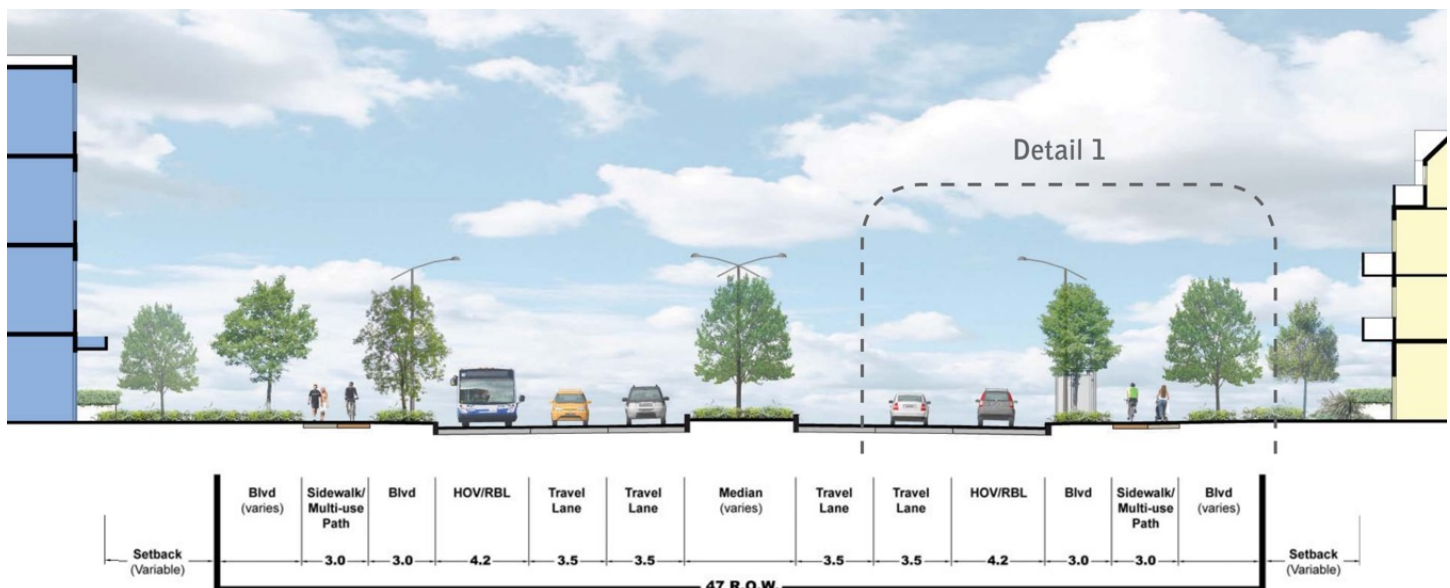 Detail 1
Blvd
(varies)
Sidewalk/
Multi-use
Path
3.0
Blvd
3.0
HOV/RBL
4.2
Travel
Lane
3.5
Travel
Lane
3.5
Median
(varies)
Travel
Lane
3.5
Travel
Lane
3.5
HOV/RBL
4.2
Blvd
3.0
Sidewalk/
Multi-use
Path
3.0
Blvd
(varies)
Setback
(Variable)
Setback
(Variable)
47 R.O.W.